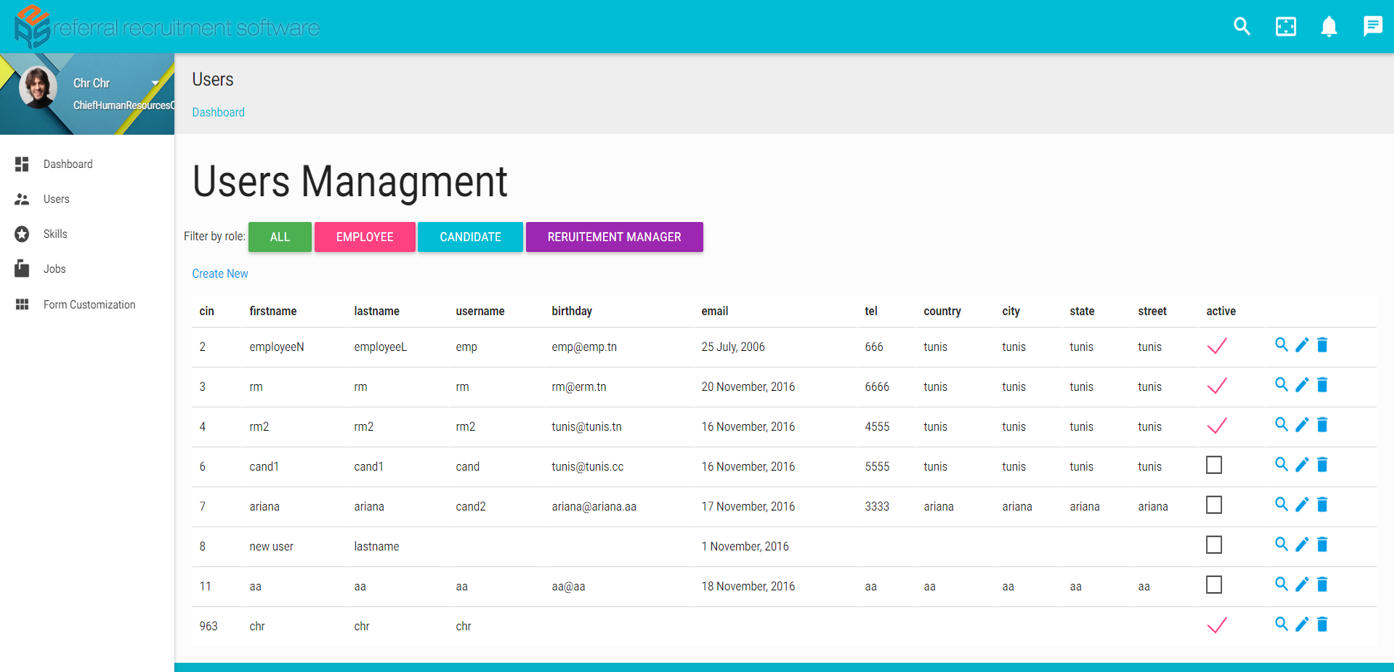 referral recruitment software
Chr Chr
ChiefHumanResourcesC
Dashboard
Users
Skills
Jobs
Form Customization
Users
Dashboard
Users Managment
Filter by role: ALL EMPLOYEE CANDIDATE RERUITEMENT MANAGER
Create New
cin firstname lastname username birthday email tel country city state street active
2 employeeN employeeL emp emp@emp.tn 25 July, 2006 666 tunis tunis tunis tunis
3 rm rm rm rm@erm.tn 20 November, 2016 6666 tunis tunis tunis tunis
4 rm2 rm2 rm2 tunis@tunis.tn 16 November, 2016 4555 tunis tunis tunis tunis
6 cand1 cand1 cand tunis@tunis.cc 16 November, 2016 5555 tunis tunis tunis tunis
7 ariana ariana cand2 ariana@ariana.aa 17 November, 2016 3333 ariana ariana ariana ariana
8 new user lastname 1 November, 2016
11 aa aa aa aa@aa 18 November, 2016 aa aa aa aa aa
963 chr chr chr